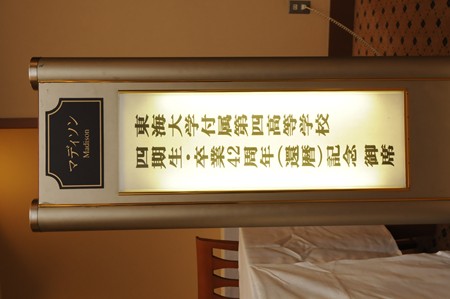 マディソン
Madison
東海大学付属第四高等学校
四期生・卒業42周年(還暦)記念 御席